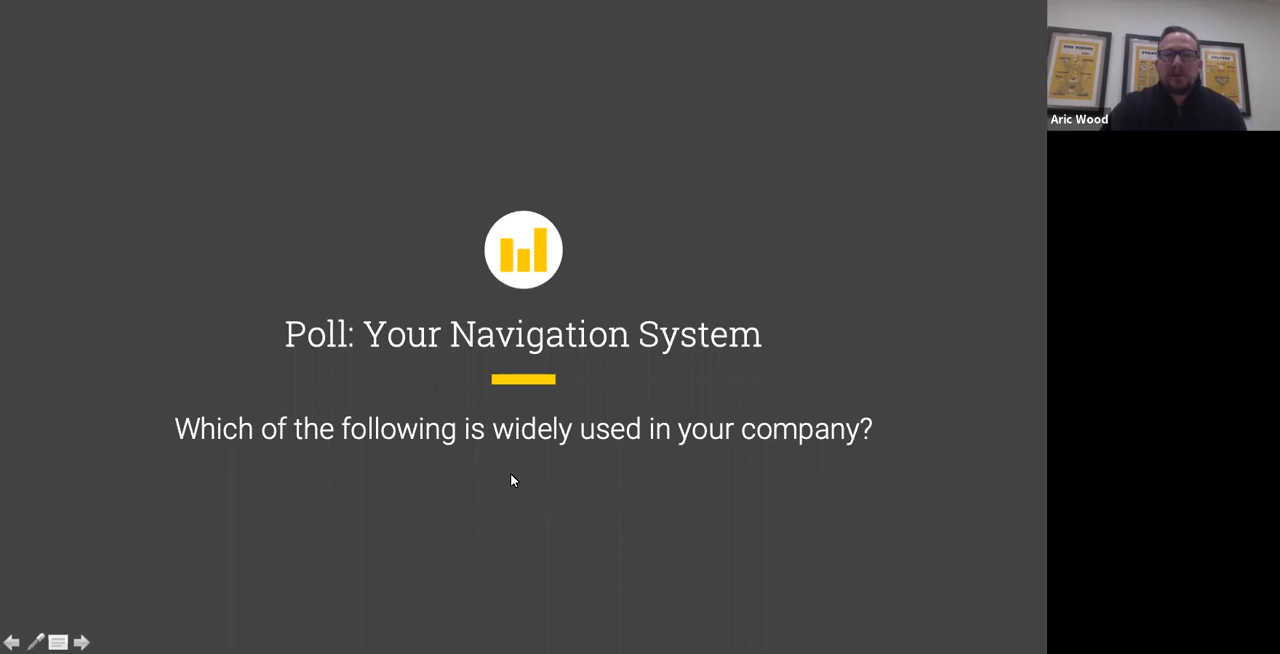 Poll: Your Navigation System
Which of the following is widely used in your company?
Aric Wood